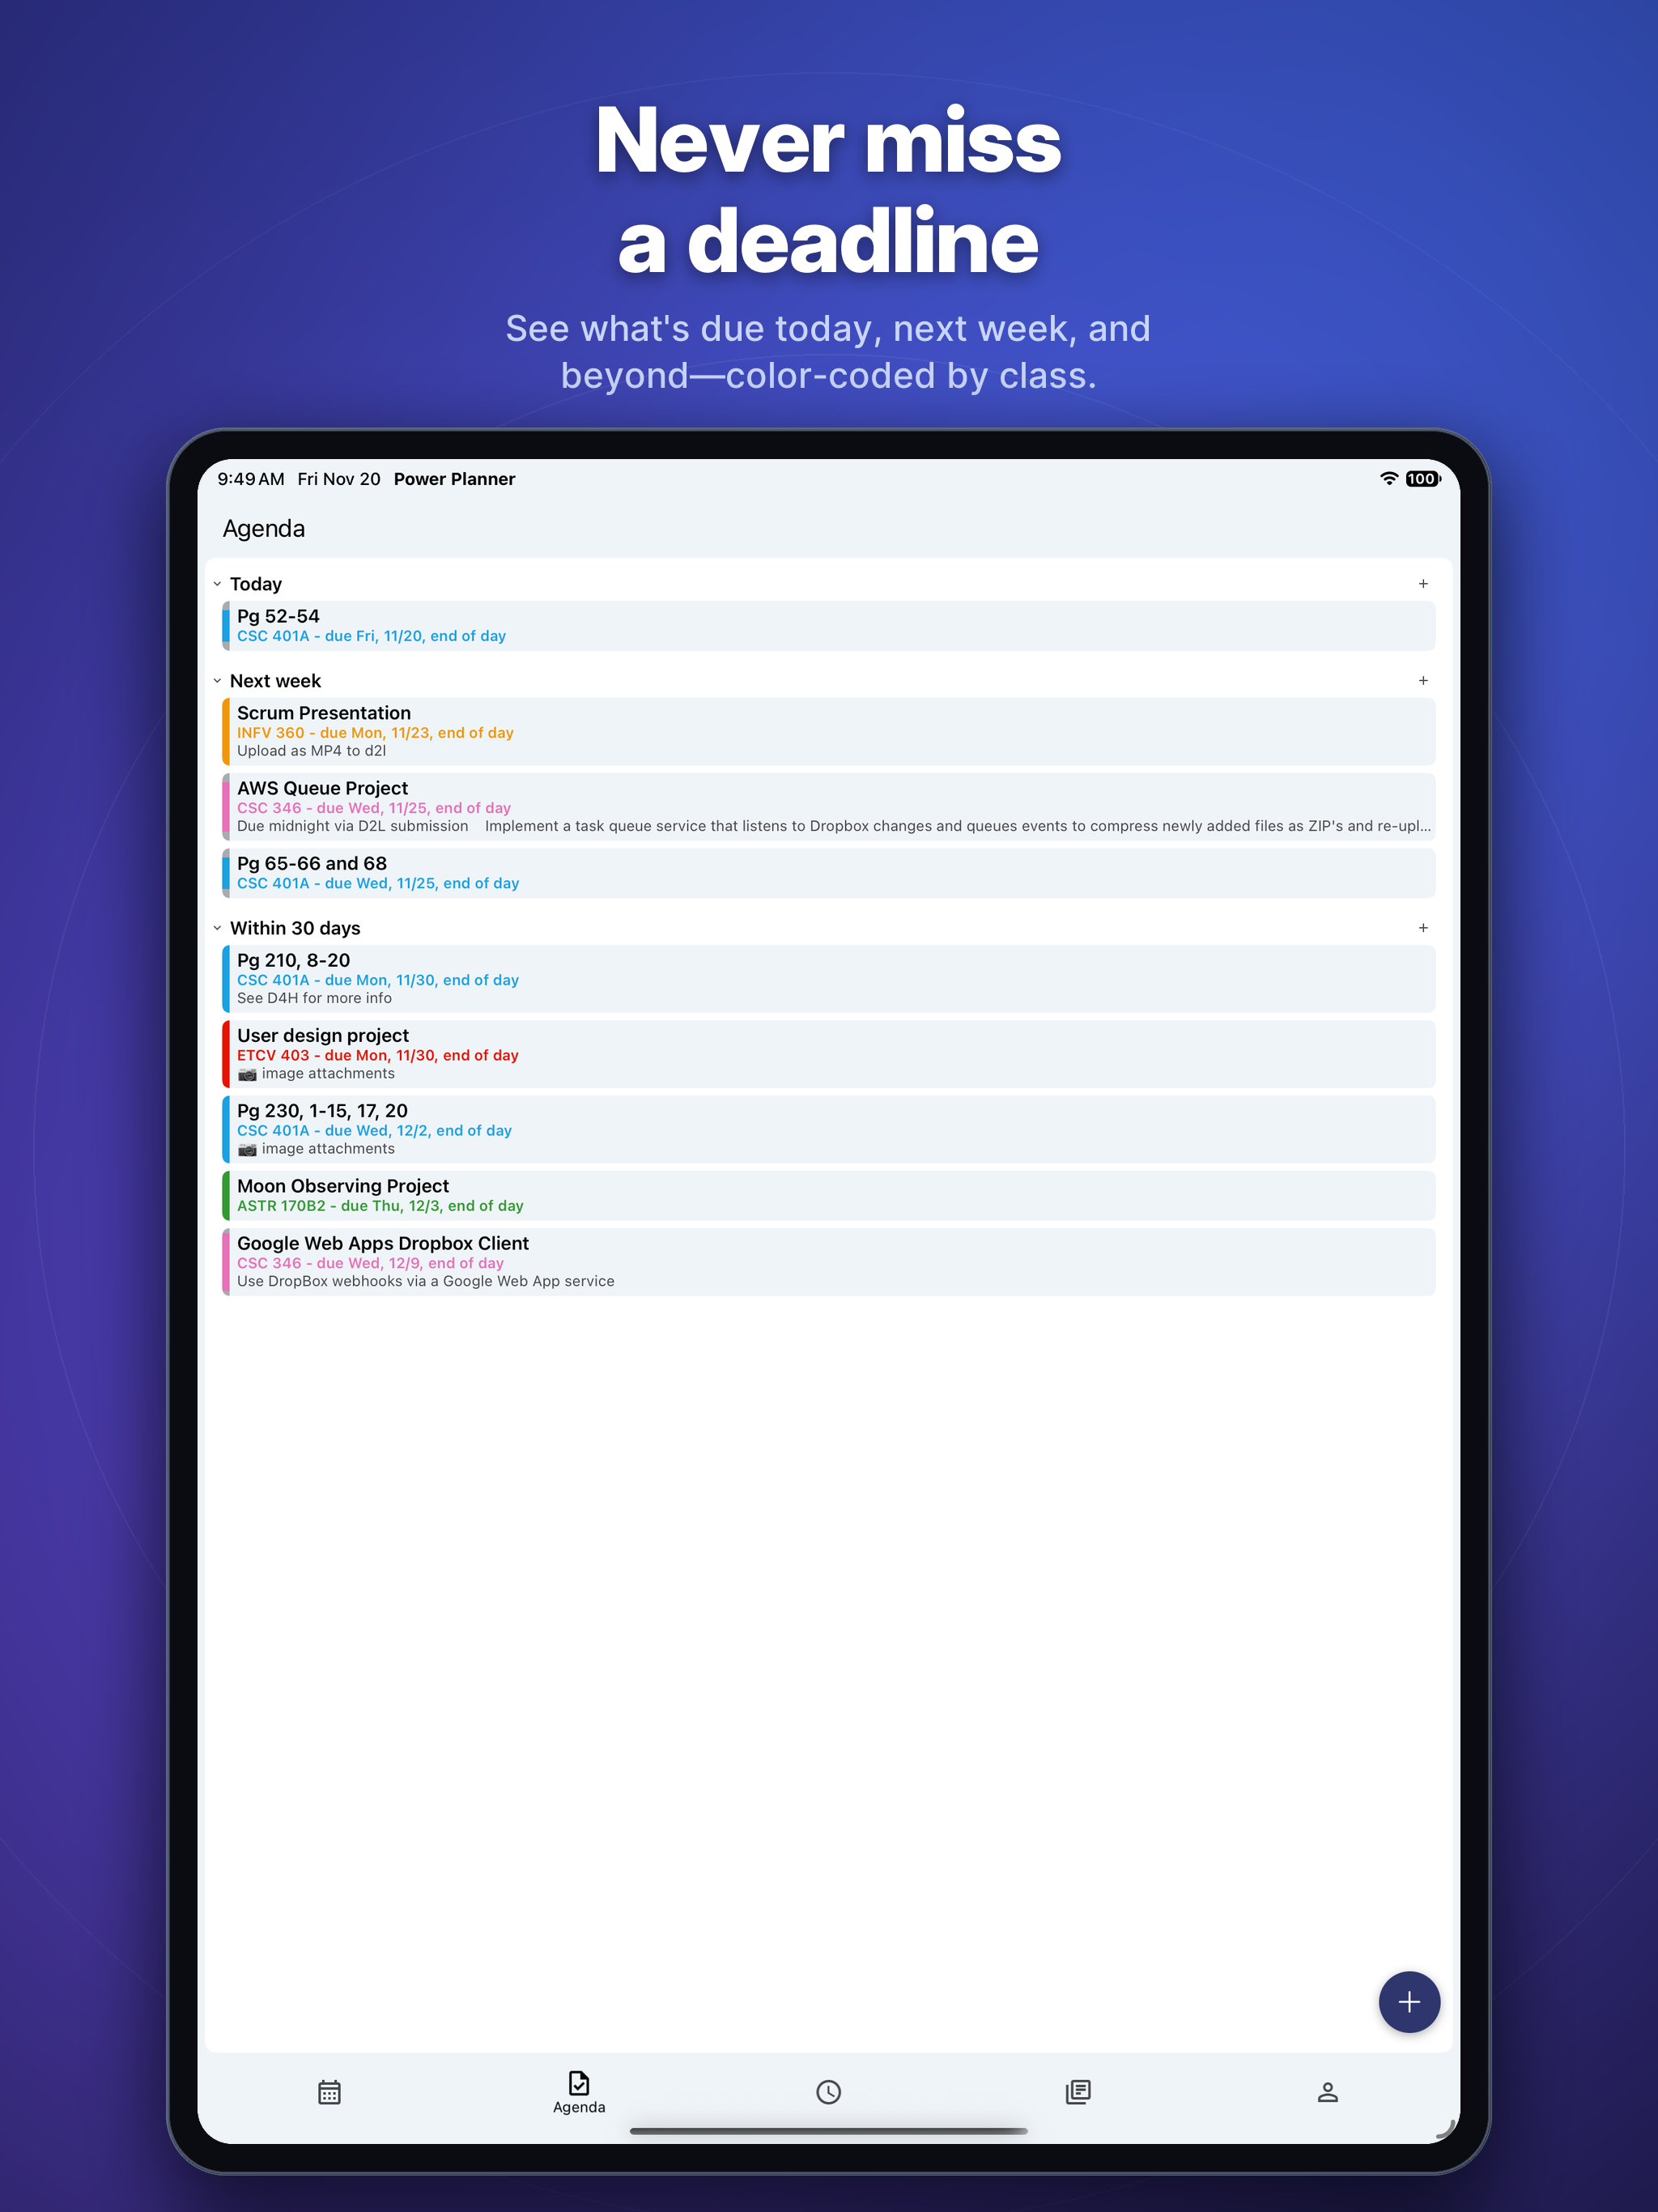 Never miss
a deadline
See what's due today, next week, and
beyond—color-coded by class.
9:49 AM Fri Nov 20 Power Planner
100
Agenda
Today
Pg 52-54
CSC 401A - due Fri, 11/20, end of day
Next week
Scrum Presentation
INFV 360 - due Mon, 11/23, end of day
Upload as MP4 to d2l
AWS Queue Project
CSC 346 - due Wed, 11/25, end of day
Due midnight via D2L submission Implement a task queue service that listens to Dropbox changes and queues events to compress newly added files as ZIP's and re-upl...
Pg 65-66 and 68
CSC 401A - due Wed, 11/25, end of day
Within 30 days
Pg 210, 8-20
CSC 401A - due Mon, 11/30, end of day
See D4H for more info
User design project
ETCV 403 - due Mon, 11/30, end of day
📷 image attachments
Pg 230, 1-15, 17, 20
CSC 401A - due Wed, 12/2, end of day
📷 image attachments
Moon Observing Project
ASTR 170B2 - due Thu, 12/3, end of day
Google Web Apps Dropbox Client
CSC 346 - due Wed, 12/9, end of day
Use DropBox webhooks via a Google Web App service
Agenda